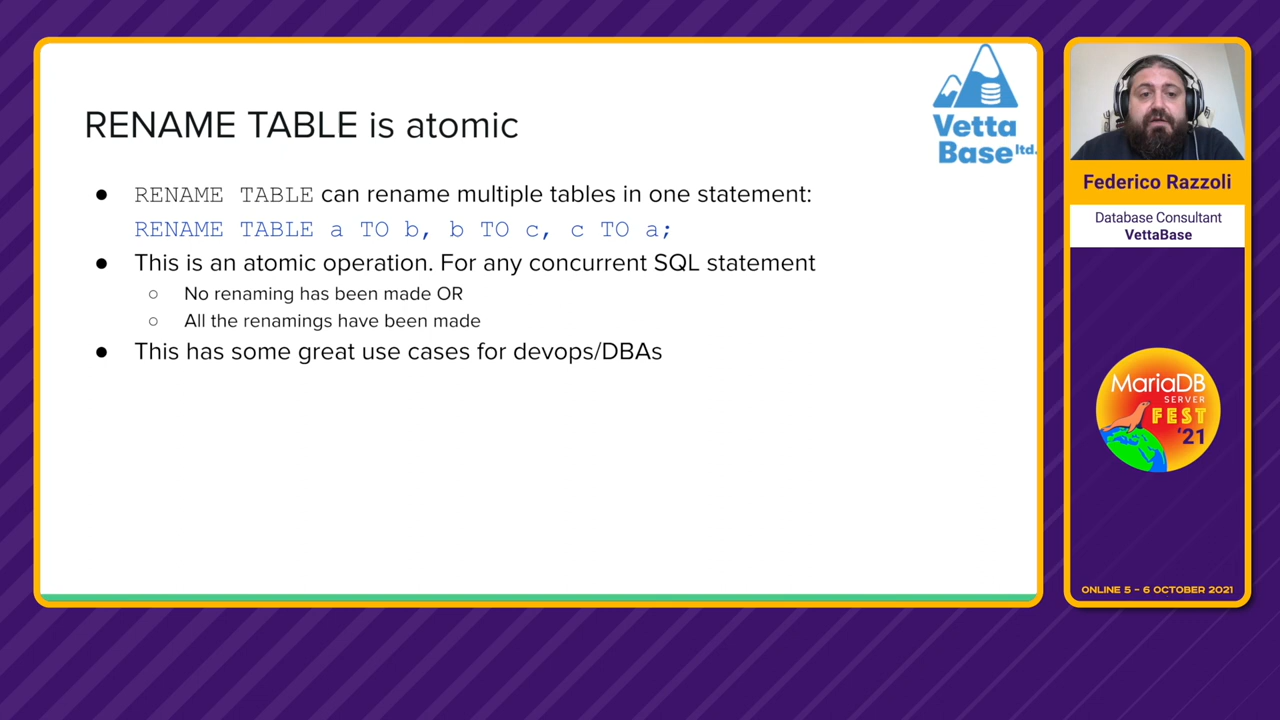 RENAME TABLE is atomic
● RENAME TABLE can rename multiple tables in one statement:
RENAME TABLE a TO b, b TO c, c TO a;
● This is an atomic operation. For any concurrent SQL statement
○ No renaming has been made OR
○ All the renamings have been made
● This has some great use cases for devops/DBAs
Vetta
Base ltd.
Federico Razzoli
Database Consultant
VettaBase
MariaDB
SERVER
FEST
'21
ONLINE 5 – 6 OCTOBER 2021